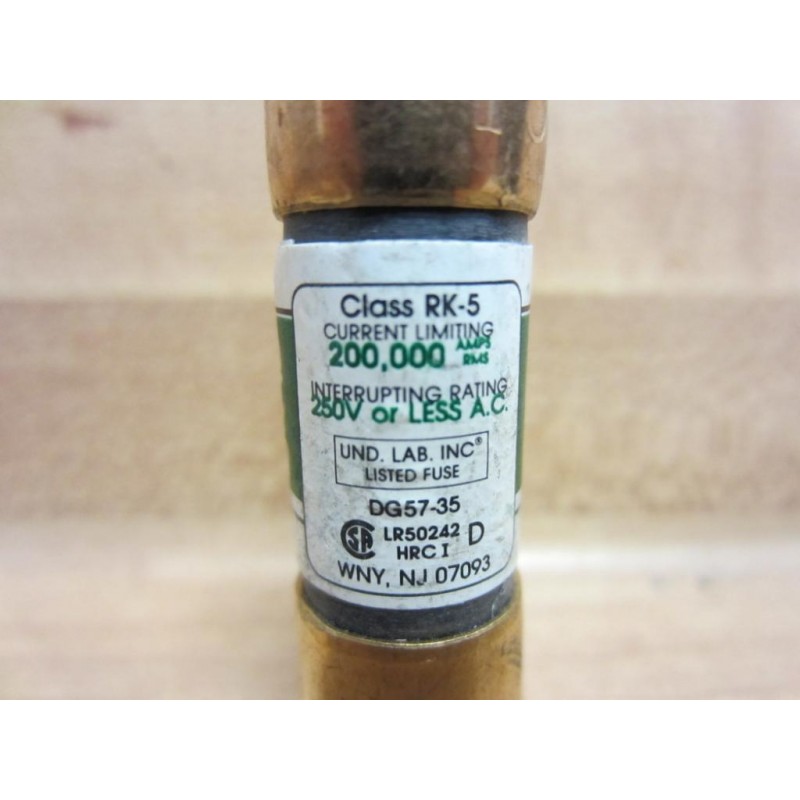 Class RK-5
CURRENT LIMITING
200,000 AMPS RMS
INTERRUPTING RATING
250V or LESS A.C.
UND. LAB. INC®
LISTED FUSE
DG57-35
SA LR50242 D
HRC I
WNY, NJ 07093